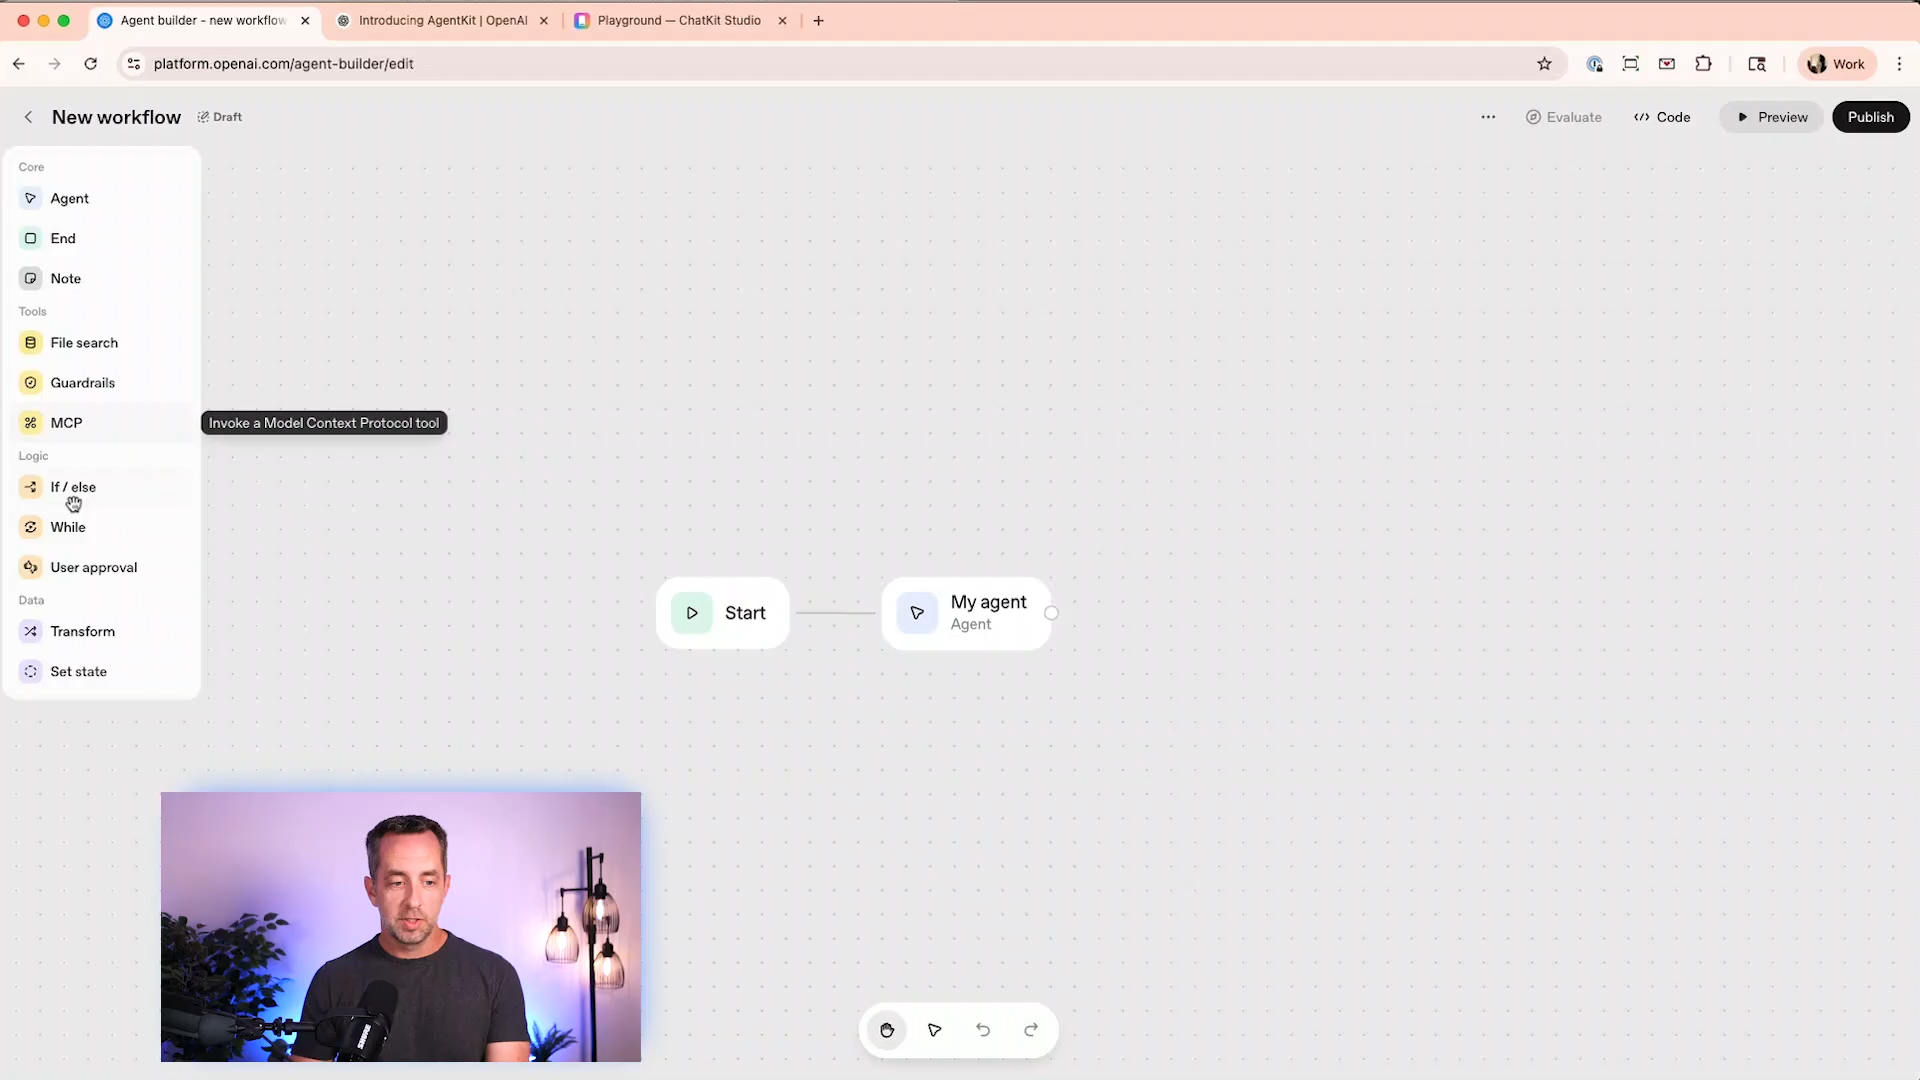 Agent builder - new workflow
Introducing AgentKit | OpenAI
Playground — ChatKit Studio
platform.openai.com/agent-builder/edit
Work
New workflow
Draft
Evaluate
Code
Preview
Publish
Core
Agent
End
Note
Tools
File search
Guardrails
MCP
Invoke a Model Context Protocol tool
Logic
If / else
While
User approval
Data
Transform
Set state
Start
My agent
Agent
SHURE